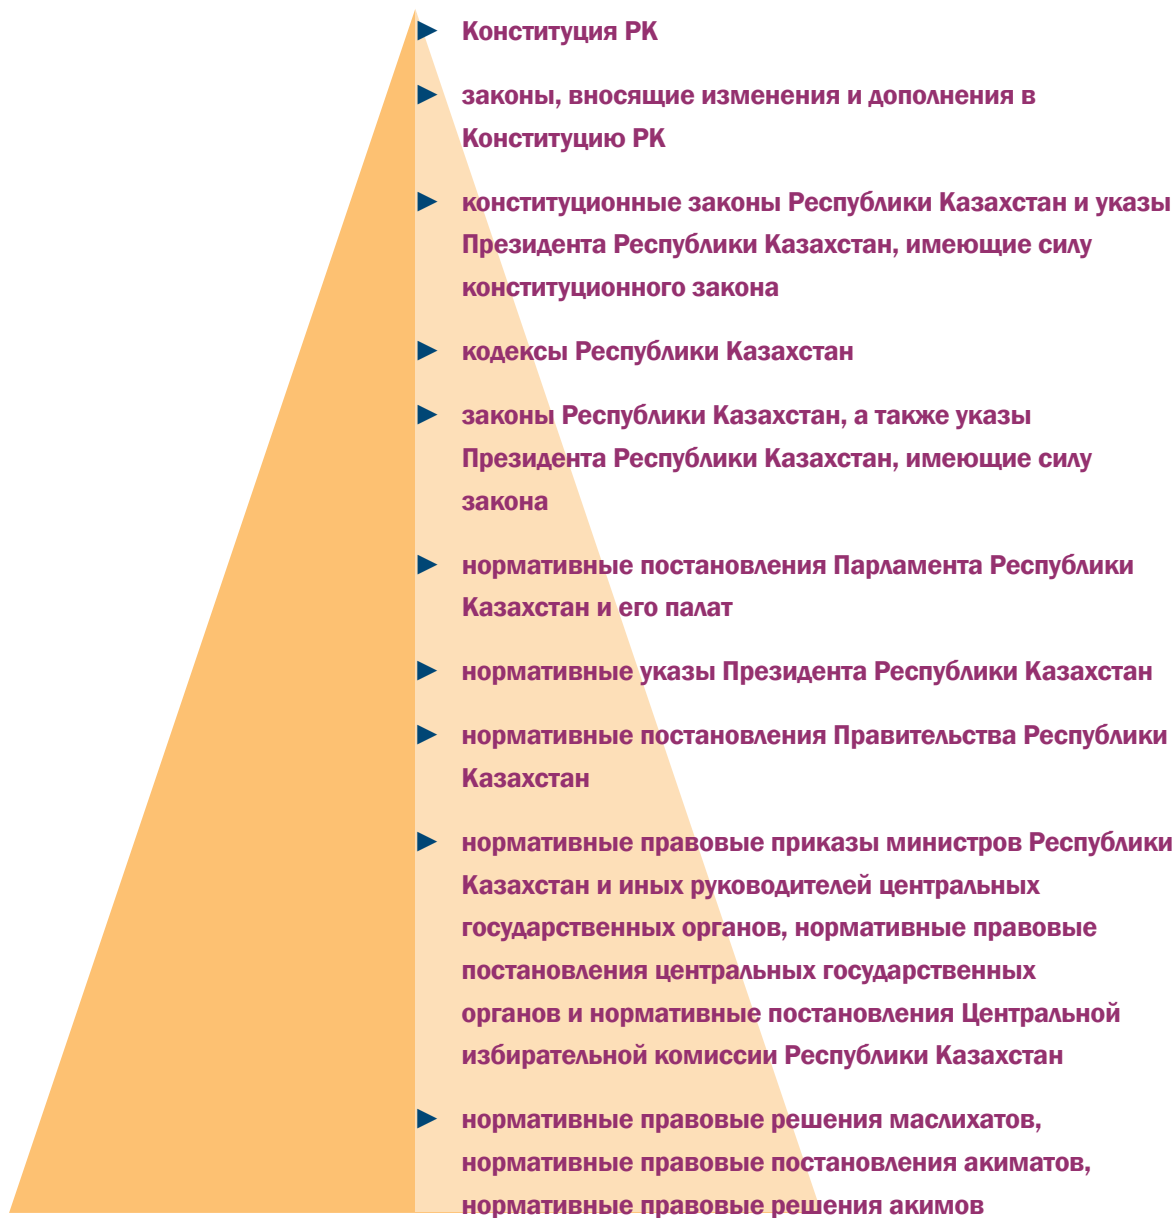 Конституция РК
законы, вносящие изменения и дополнения в
Конституцию РК
конституционные законы Республики Казахстан и указы
Президента Республики Казахстан, имеющие силу
конституционного закона
кодексы Республики Казахстан
законы Республики Казахстан, а также указы
Президента Республики Казахстан, имеющие силу
закона
нормативные постановления Парламента Республики
Казахстан и его палат
нормативные указы Президента Республики Казахстан
нормативные постановления Правительства Республики
Казахстан
нормативные правовые приказы министров Республики
Казахстан и иных руководителей центральных
государственных органов, нормативные правовые
постановления центральных государственных
органов и нормативные постановления Центральной
избирательной комиссии Республики Казахстан
нормативные правовые решения маслихатов,
нормативные правовые постановления акиматов,
нормативные правовые решения акимов